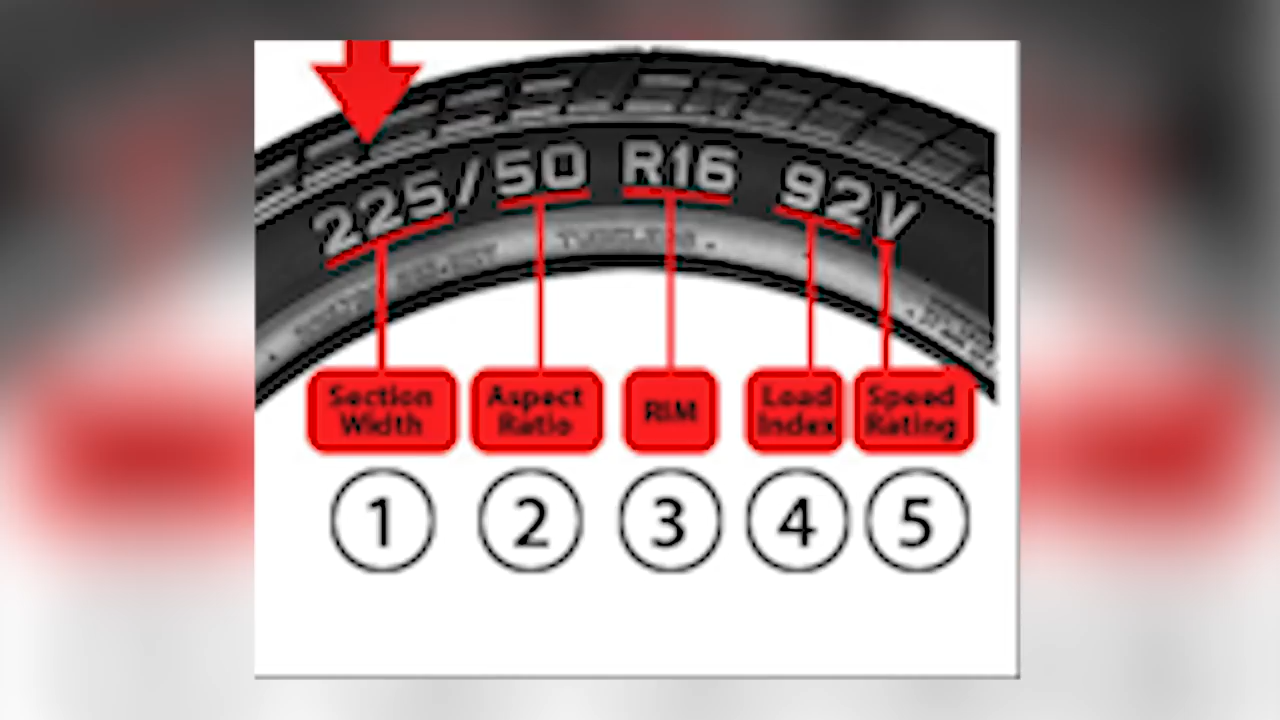 225/50 R16 92V
Section Width
Aspect Ratio
RIM
Load Index
Speed Rating
1 2 3 4 5